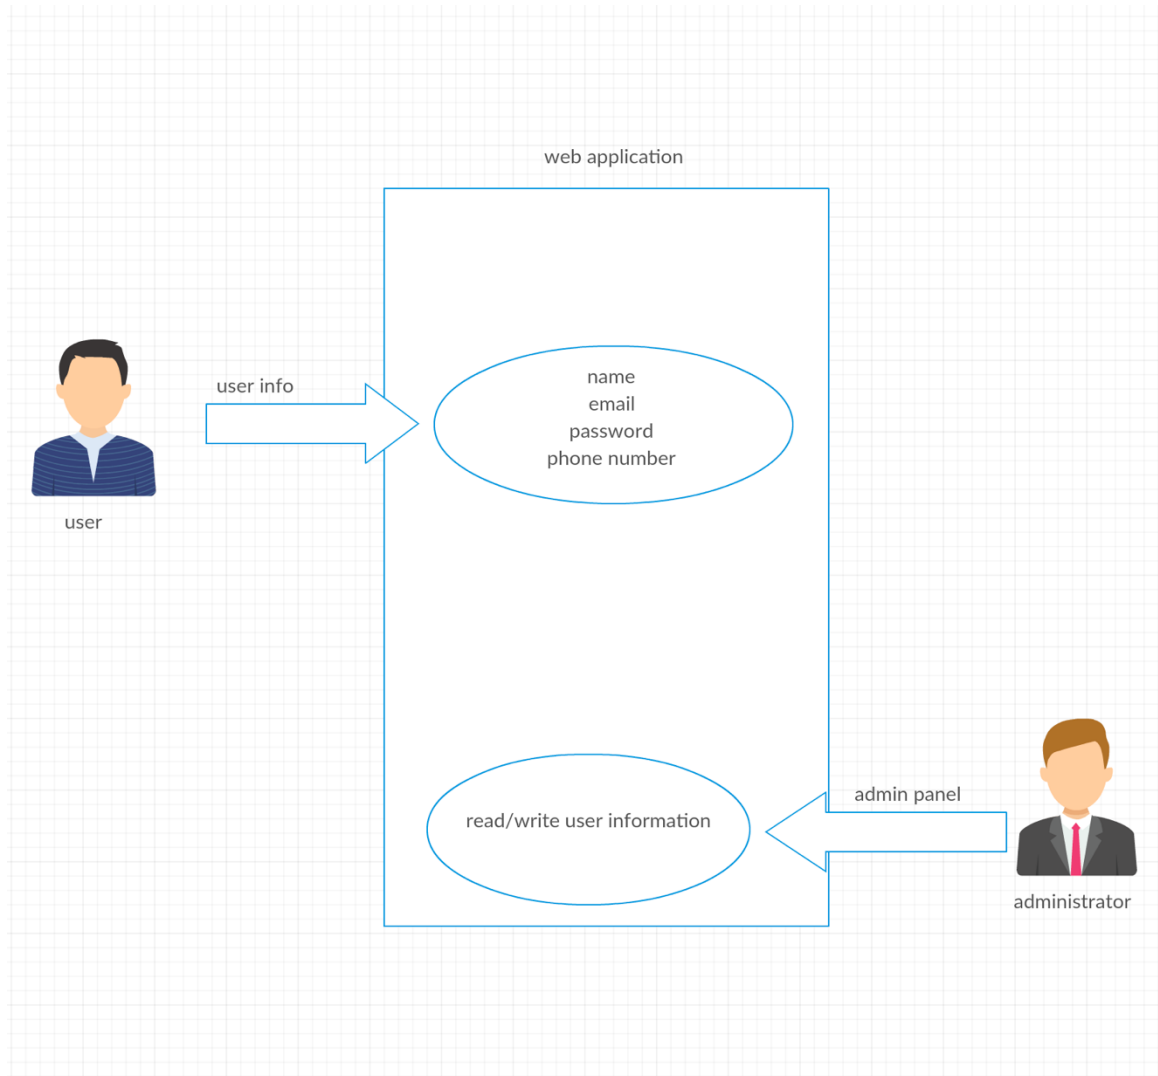 web application
user info
name
email
password
phone number
user
admin panel
read/write user information
administrator